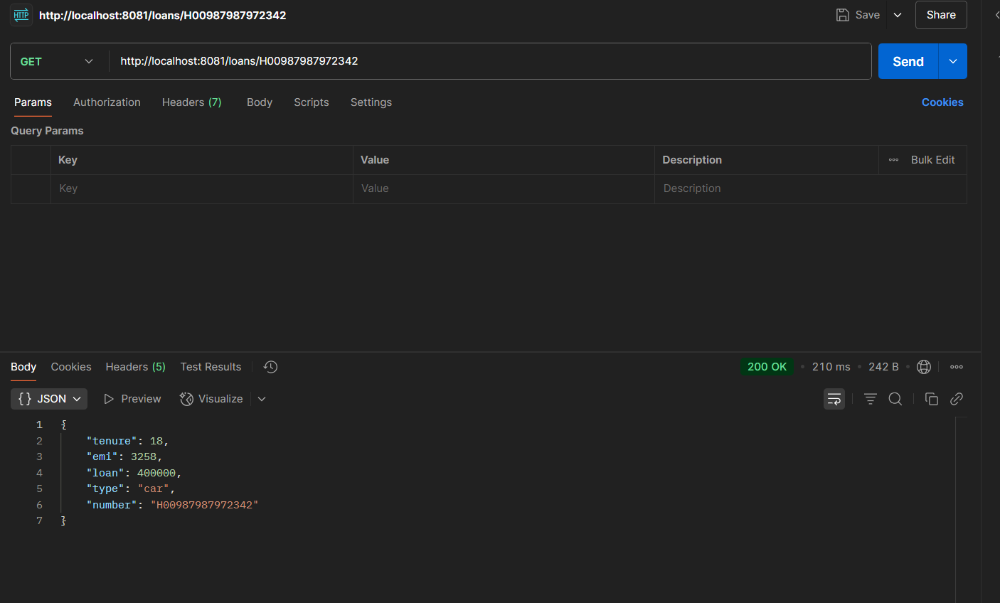 HTTP http://localhost:8081/loans/H00987987972342 Save Share
GET http://localhost:8081/loans/H00987987972342 Send
Params Authorization Headers (7) Body Scripts Settings Cookies
Query Params
Key Value Description Bulk Edit
Key Value Description
Body Cookies Headers (5) Test Results 200 OK • 210 ms • 242 B •
{} JSON Preview Visualize
1 {
2 "tenure": 18,
3 "emi": 3258,
4 "loan": 400000,
5 "type": "car",
6 "number": "H00987987972342"
7 }